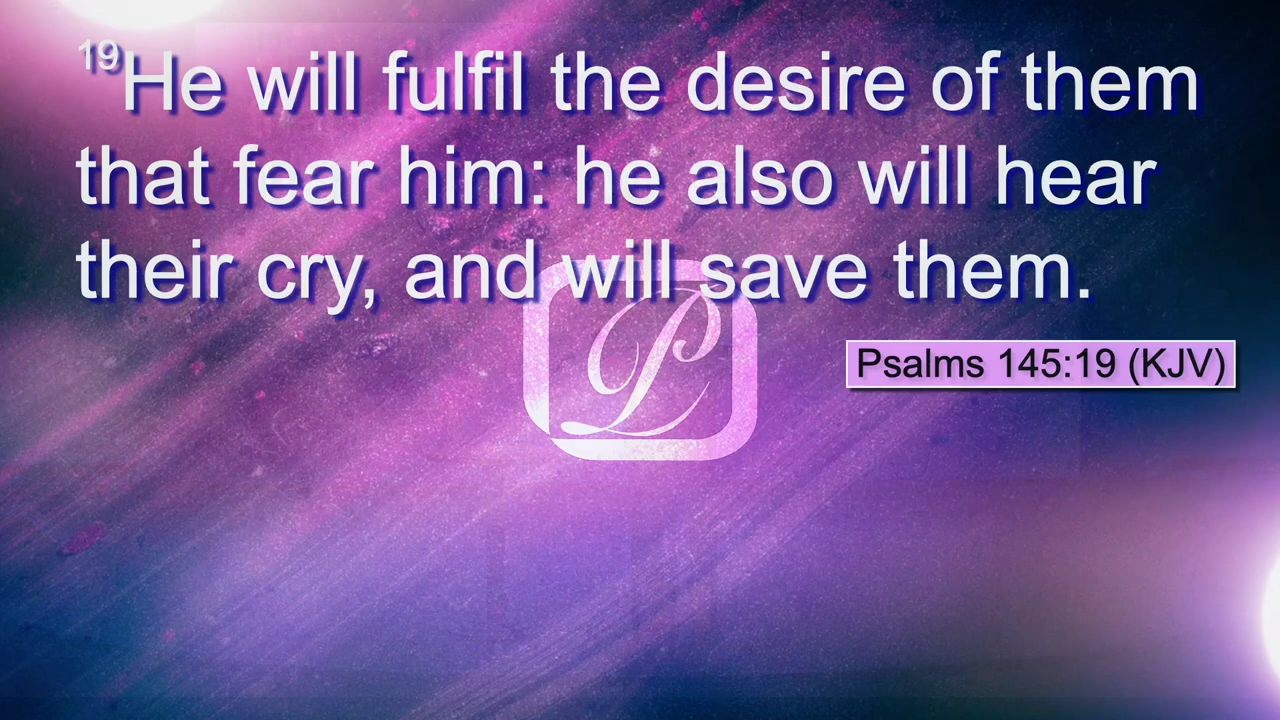 19He will fulfil the desire of them
that fear him: he also will hear
their cry, and will save them.
Psalms 145:19 (KJV)
P